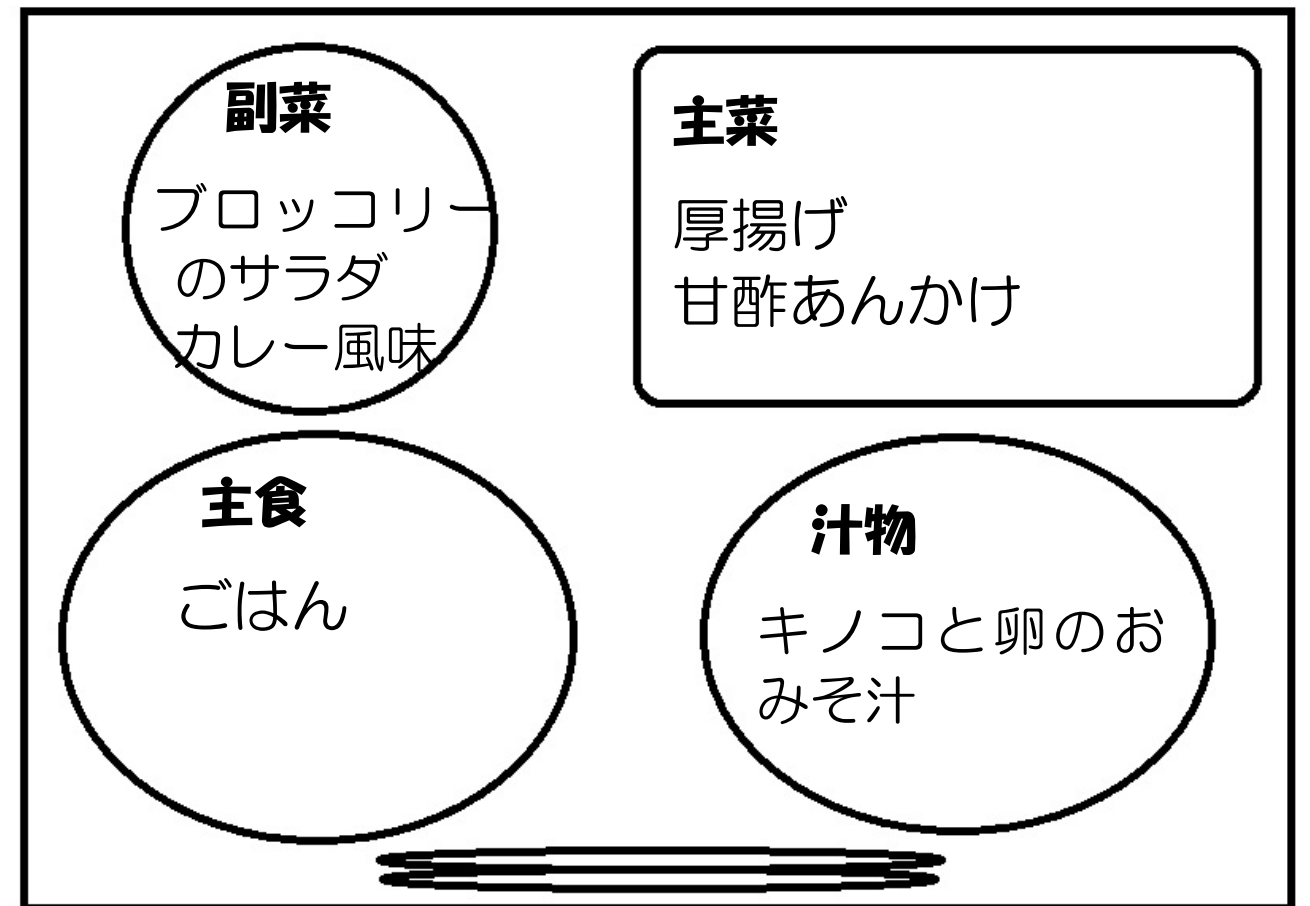 副菜
ブロッコリー
のサラダ
カレー風味
主菜
厚揚げ
甘酢あんかけ
主食
ごはん
汁物
キノコと卵のお
みそ汁